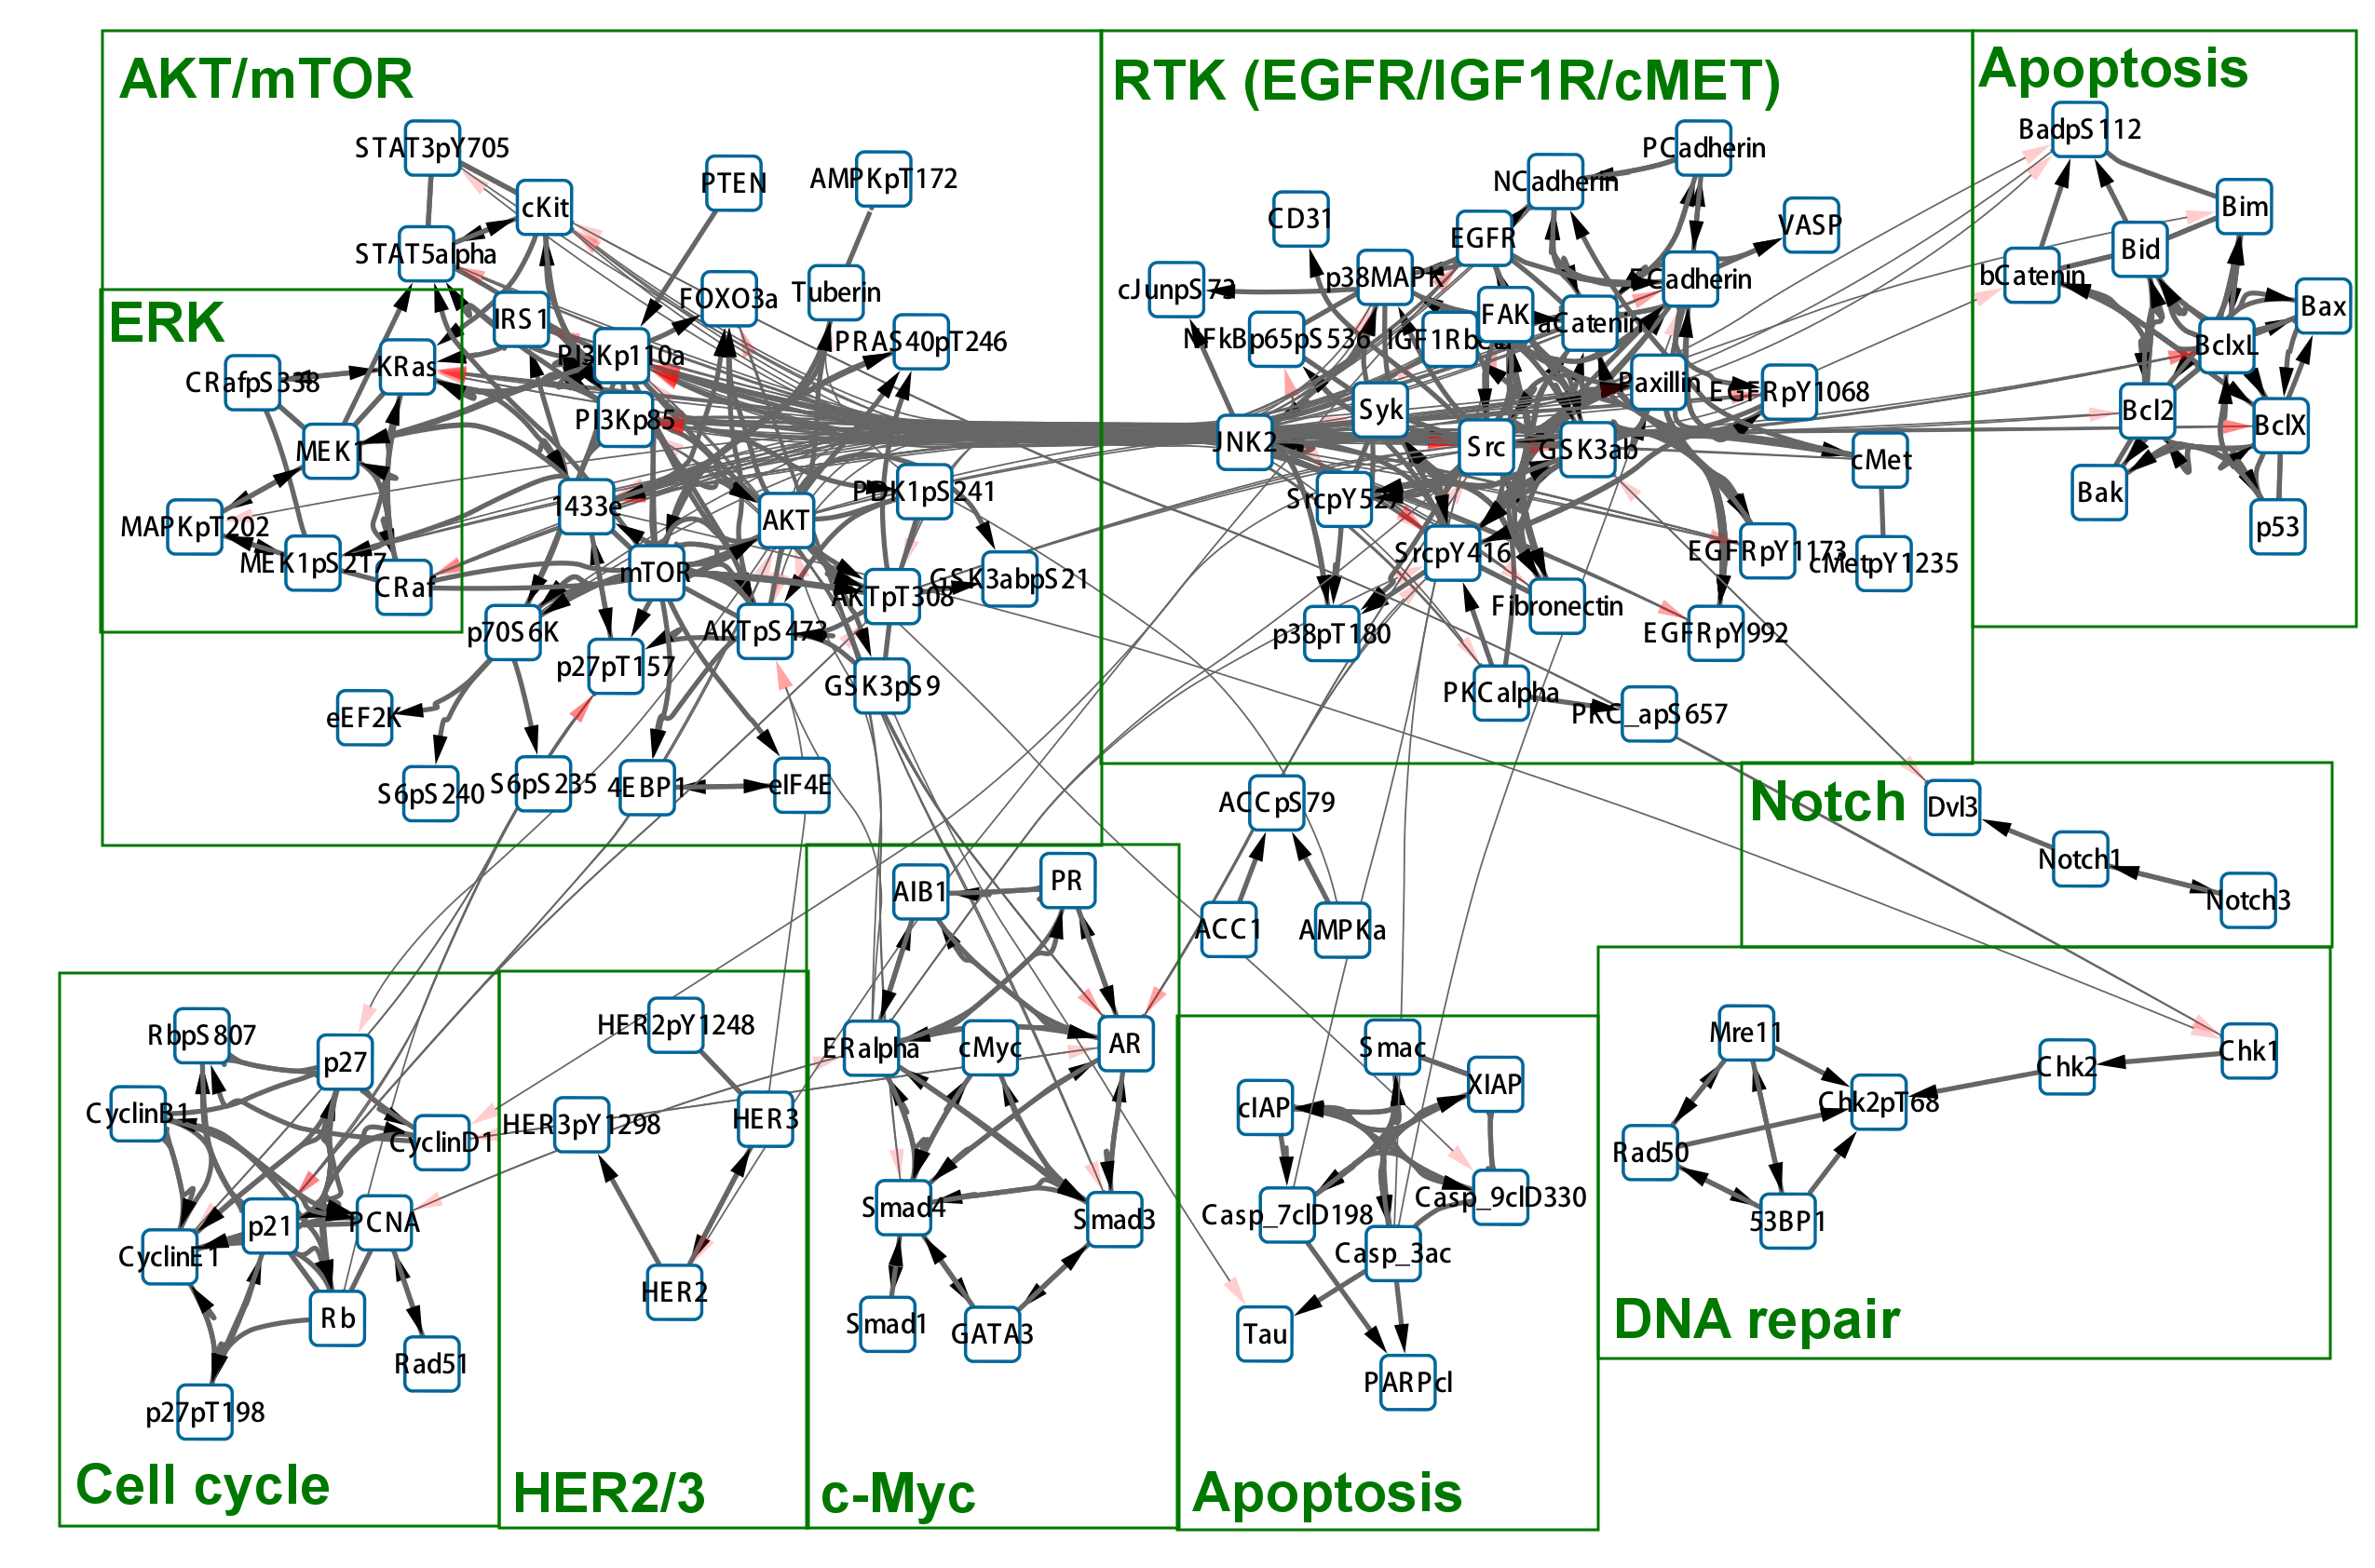 AKT/mTOR
STAT3pY705
cKit
PTEN
AMPKpT172
STAT5alpha
FOXO3a
Tuberin
IRS1
PI3Kp110a
PRAS40pT246
PI3Kp85
PDK1pS241
1433e
AKT
mTOR
GSK3abpS21
AKTpT308
p70S6K
AKTpS473
p27pT157
GSK3pS9
eEF2K
S6pS240
S6pS235
4EBP1
eIF4E
ERK
CRafpS338
KRas
MEK1
MAPKpT202
MEK1pS217
CRaf
RTK (EGFR/IGF1R/cMET)
PCadherin
NCadherin
CD31
EGFR
VASP
cJunpS73
p38MAPK
ECadherin
FAK
aCatenin
NFkBp65pS536
IGF1Rbeta
Paxillin
EGFRpY1068
Syk
JNK2
Src
GSK3ab
cMet
SrcpY527
SrcpY416
EGFRpY1173
cMetpY1235
Fibronectin
p38pT180
EGFRpY992
PKCalpha
PKC_apS657
Apoptosis
BadpS112
Bim
Bid
bCatenin
Bax
BclxL
Bcl2
BclX
Bak
p53
ACCpS79
ACC1
AMPKa
Notch
Dvl3
Notch1
Notch3
Cell cycle
RbpS807
p27
CyclinB1
CyclinD1
p21
PCNA
CyclinE1
Rb
Rad51
p27pT198
HER2/3
HER2pY1248
HER3pY1298
HER3
HER2
c-Myc
AIB1
PR
ERalpha
cMyc
AR
Smad4
Smad3
Smad1
GATA3
Apoptosis
Smac
XIAP
cIAP
Casp_9clD330
Casp_7clD198
Casp_3ac
Tau
PARPcl
DNA repair
Mre11
Chk2
Chk1
Chk2pT68
Rad50
53BP1